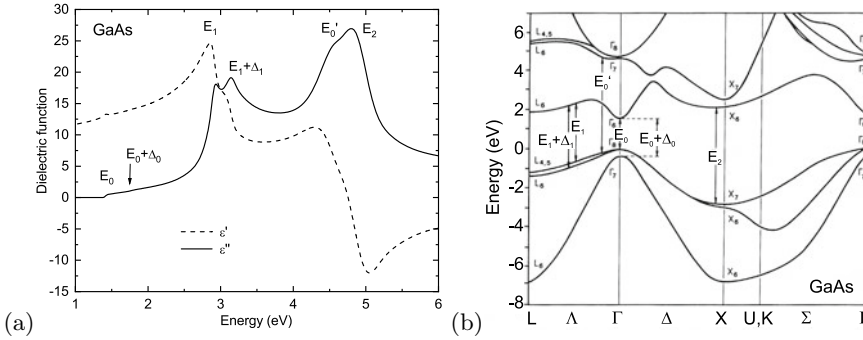 GaAs
E₁
E₁+Δ₁
E₀'
E₂
E₀
E₀+Δ₀
ε'
ε''
Dielectric function
30
25
20
15
10
5
0
-5
-10
-15
1 2 3 4 5 6
Energy (eV)
(a)
Energy (eV)
6
4
2
0
-2
-4
-6
-8
L₄,₅
L₆
Γ₈
Γ₇
E₀'
X₇
X₆
L₆
Γ₆
E₁+Δ₁
E₁
E₀
E₀+Δ₀
Γ₈
E₂
L₄,₅
L₆
Γ₇
X₇
X₆
L₆
X₆
GaAs
L Λ Γ Δ X U,K Σ
(b)